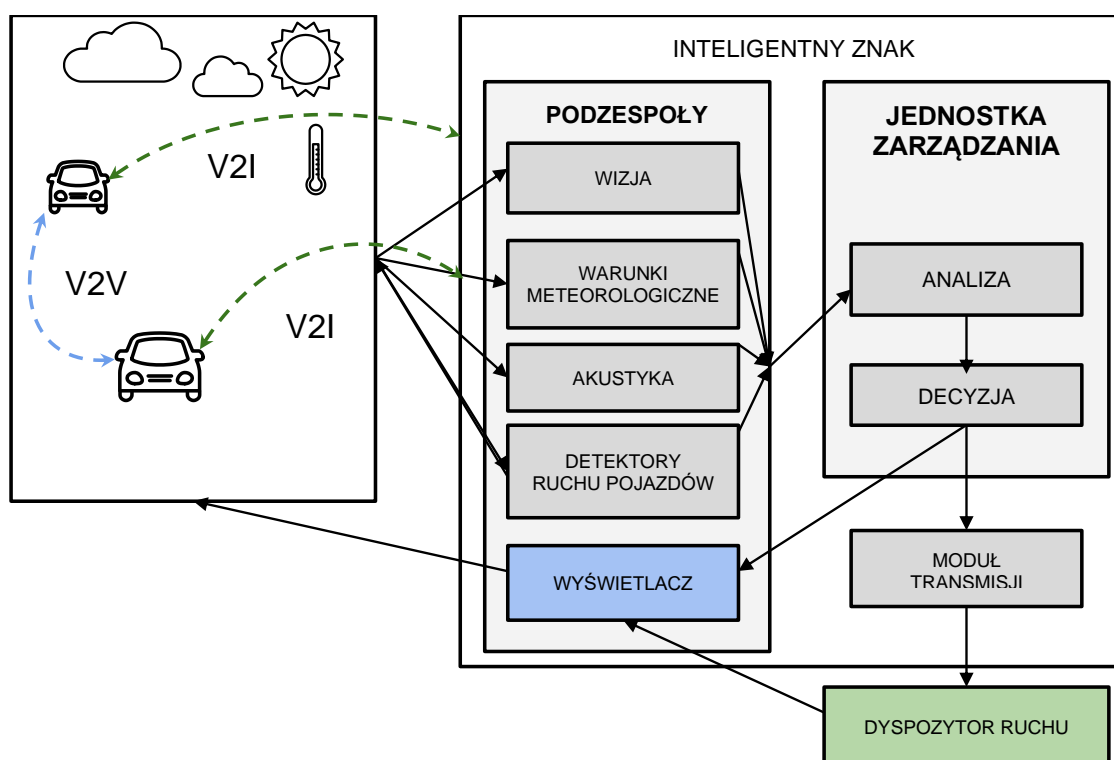 INTELIGENTNY ZNAK
PODZESPOŁY
JEDNOSTKA
ZARZĄDZANIA
V2I
V2V
V2I
WIZJA
WARUNKI
METEOROLOGICZNE
AKUSTYKA
DETEKTORY
RUCHU POJAZDÓW
WYŚWIETLACZ
ANALIZA
DECYZJA
MODUŁ
TRANSMISJI
DYSPOZYTOR RUCHU